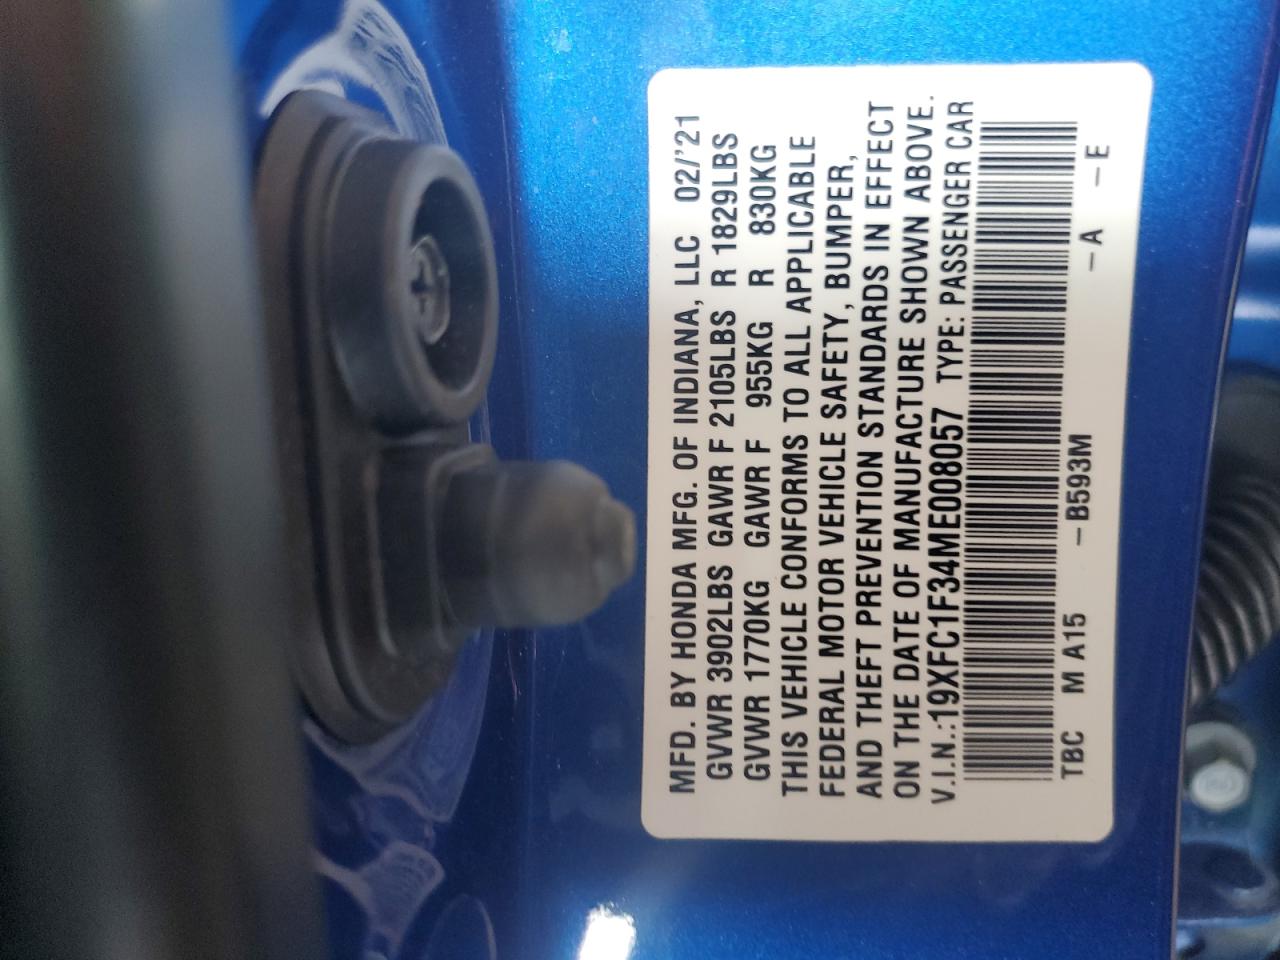 MFD. BY HONDA MFG. OF INDIANA, LLC 02/'21
GVWR 3902LBS GAWR F 2105LBS R 1829LBS
GVWR 1770KG GAWR F 955KG R 830KG
THIS VEHICLE CONFORMS TO ALL APPLICABLE
FEDERAL MOTOR VEHICLE SAFETY, BUMPER,
AND THEFT PREVENTION STANDARDS IN EFFECT
ON THE DATE OF MANUFACTURE SHOWN ABOVE.
V.I.N.:19XFC1F34ME008057 TYPE: PASSENGER CAR
TBC M A15 -B593M -A -E